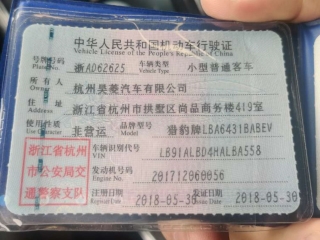 中华人民共和国机动车行驶证
Vehicle License of the People's Republic of China
号牌号码 浙AD62625 车辆类型 小型普通客车
Plate No. Vehicle Type
所有人 杭州昊菱汽车有限公司
Owner
住址 浙江省杭州市拱墅区尚品商务楼419室
Address
使用性质 非营运 品牌型号 猎豹牌LBA6431BABEV
Use Character Model
浙江省杭州
市公安局交
通警察支队
车辆识别代号 LB91ALBD4HALBA558
VIN
发动机号码 201712060056
Engine No.
注册日期 2018-05-30 发证日期 2018-05-30
Register Date Issue Date